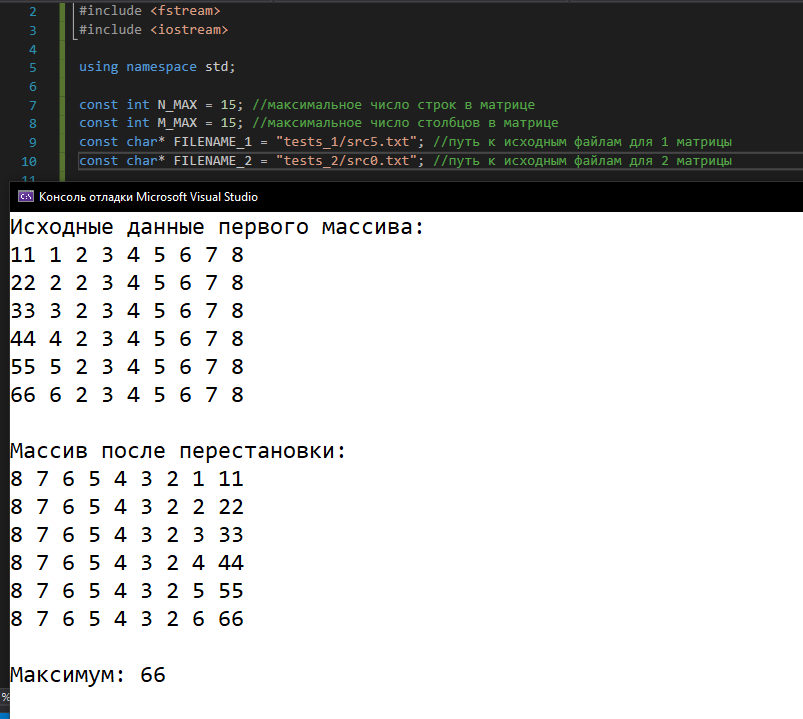 2 #include <fstream>
3 #include <iostream>
4
5 using namespace std;
6
7 const int N_MAX = 15; //максимальное число строк в матрице
8 const int M_MAX = 15; //максимальное число столбцов в матрице
9 const char* FILENAME_1 = "tests_1/src5.txt"; //путь к исходным файлам для 1 матрицы
10 const char* FILENAME_2 = "tests_2/src0.txt"; //путь к исходным файлам для 2 матрицы
11
Консоль отладки Microsoft Visual Studio
Исходные данные первого массива:
11 1 2 3 4 5 6 7 8
22 2 2 3 4 5 6 7 8
33 3 2 3 4 5 6 7 8
44 4 2 3 4 5 6 7 8
55 5 2 3 4 5 6 7 8
66 6 2 3 4 5 6 7 8
Массив после перестановки:
8 7 6 5 4 3 2 1 11
8 7 6 5 4 3 2 2 22
8 7 6 5 4 3 2 3 33
8 7 6 5 4 3 2 4 44
8 7 6 5 4 3 2 5 55
8 7 6 5 4 3 2 6 66
Максимум: 66
%